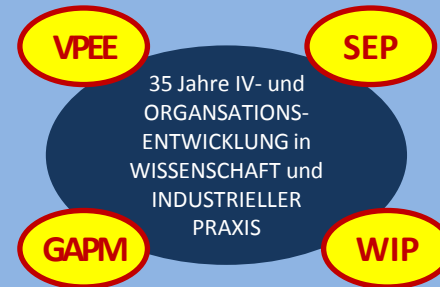 VPEE
SEP
35 Jahre IV- und
ORGANSATIONS-
ENTWICKLUNG in
WISSENSCHAFT und
INDUSTRIELLER
PRAXIS
GAPM
WIP